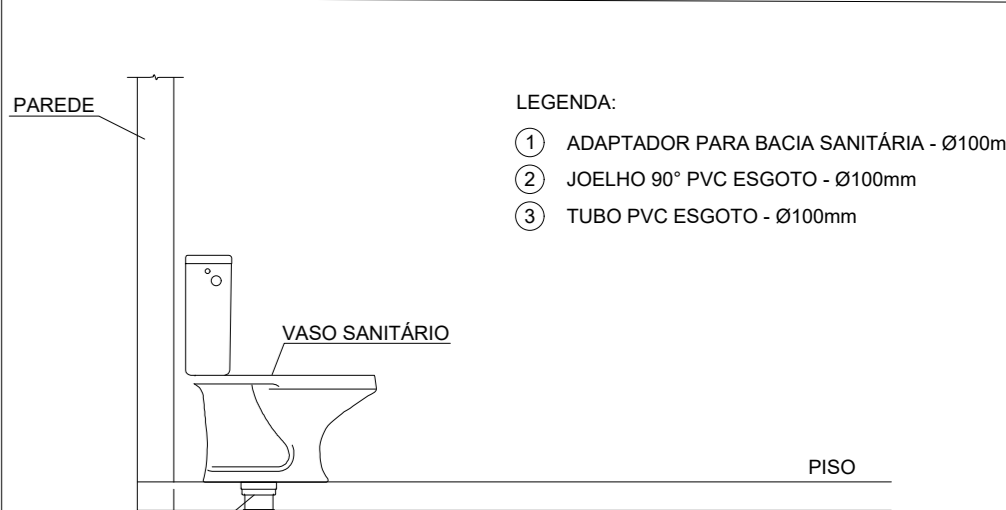 PAREDE
LEGENDA:
1 ADAPTADOR PARA BACIA SANITÁRIA - Ø100m
2 JOELHO 90° PVC ESGOTO - Ø100mm
3 TUBO PVC ESGOTO - Ø100mm
VASO SANITÁRIO
PISO